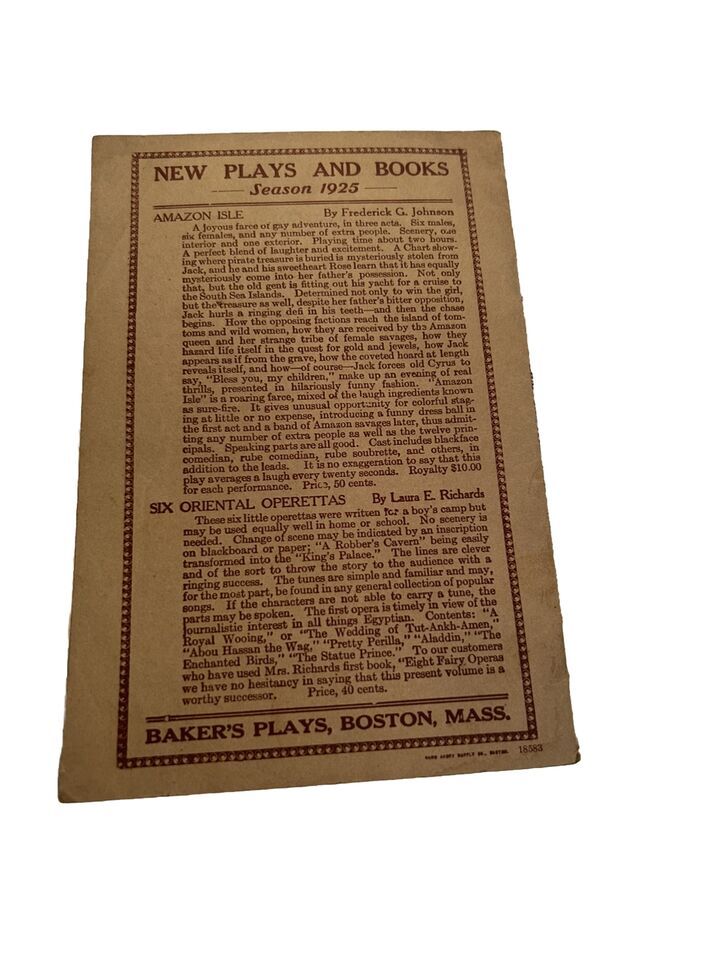 NEW PLAYS AND BOOKS
Season 1925
AMAZON ISLE By Frederick G. Johnson
A joyous farce of gay adventure, in three acts. Six males,
six females, and any number of extra people. Scenery, one
interior and one exterior. Playing time about two hours.
A perfect blend of laughter and excitement. A Chart show-
ing where pirate treasure is buried is mysteriously stolen from
Jack, and he and his sweetheart Rose learn that it has equally
mysteriously come into her father's possession. Not only
that, but the old gent is fitting out his yacht for a cruise to
the South Sea Islands. Determined not only to win the girl,
but the treasure as well, despite her father's bitter opposition,
Jack hurls a ringing defi in his teeth—and then the chase
begins. How the opposing factions reach the island of tom-
toms and wild women, how they are received by the Amazon
queen and her strange tribe of female savages, how they
hazard life itself in the quest for gold and jewels, how Jack
appears as if from the grave, how the coveted hoard at length
reveals itself, and how—of course—Jack forces old Cyrus to
say, "Bless you, my children," make up an evening of real
thrills, presented in hilariously funny fashion. "Amazon
Isle" is a roaring farce, mixed of the laugh ingredients known
as sure-fire. It gives unusual opportunity for colorful stag-
ing at little or no expense, introducing a funny dress ball in
the first act and a band of Amazon savages later, thus admit-
ting any number of extra people as well as the twelve prin-
cipals. Speaking parts are all good. Cast includes blackface
comedian, rube comedian, rube soubrette, and others, in
addition to the leads. It is no exaggeration to say that this
play averages a laugh every twenty seconds. Royalty $10.00
for each performance. Price, 50 cents.
SIX ORIENTAL OPERETTAS By Laura E. Richards
These six little operettas were written for a boy's camp but
may be used equally well in home or school. No scenery is
needed. Change of scene may be indicated by an inscription
on blackboard or paper; "A Robber's Cavern" being easily
transformed into the "King's Palace." The lines are clever
and of the sort to throw the story to the audience with a
ringing success. The tunes are simple and familiar and may,
for the most part, be found in any general collection of popular
songs. If the characters are not able to carry a tune, the
parts may be spoken. The first opera is timely in view of the
journalistic interest in all things Egyptian. Contents: "A
Royal Wooing," or "The Wedding of Tut-Ankh-Amen,"
"Abou Hassan the Wag," "Pretty Perilla," "Aladdin," "The
Enchanted Birds," "The Statue Prince." To our customers
who have used Mrs. Richards first book, "Eight Fairy Operas
we have no hesitancy in saying that this present volume is a
worthy successor. Price, 40 cents.
BAKER'S PLAYS, BOSTON, MASS.
18583